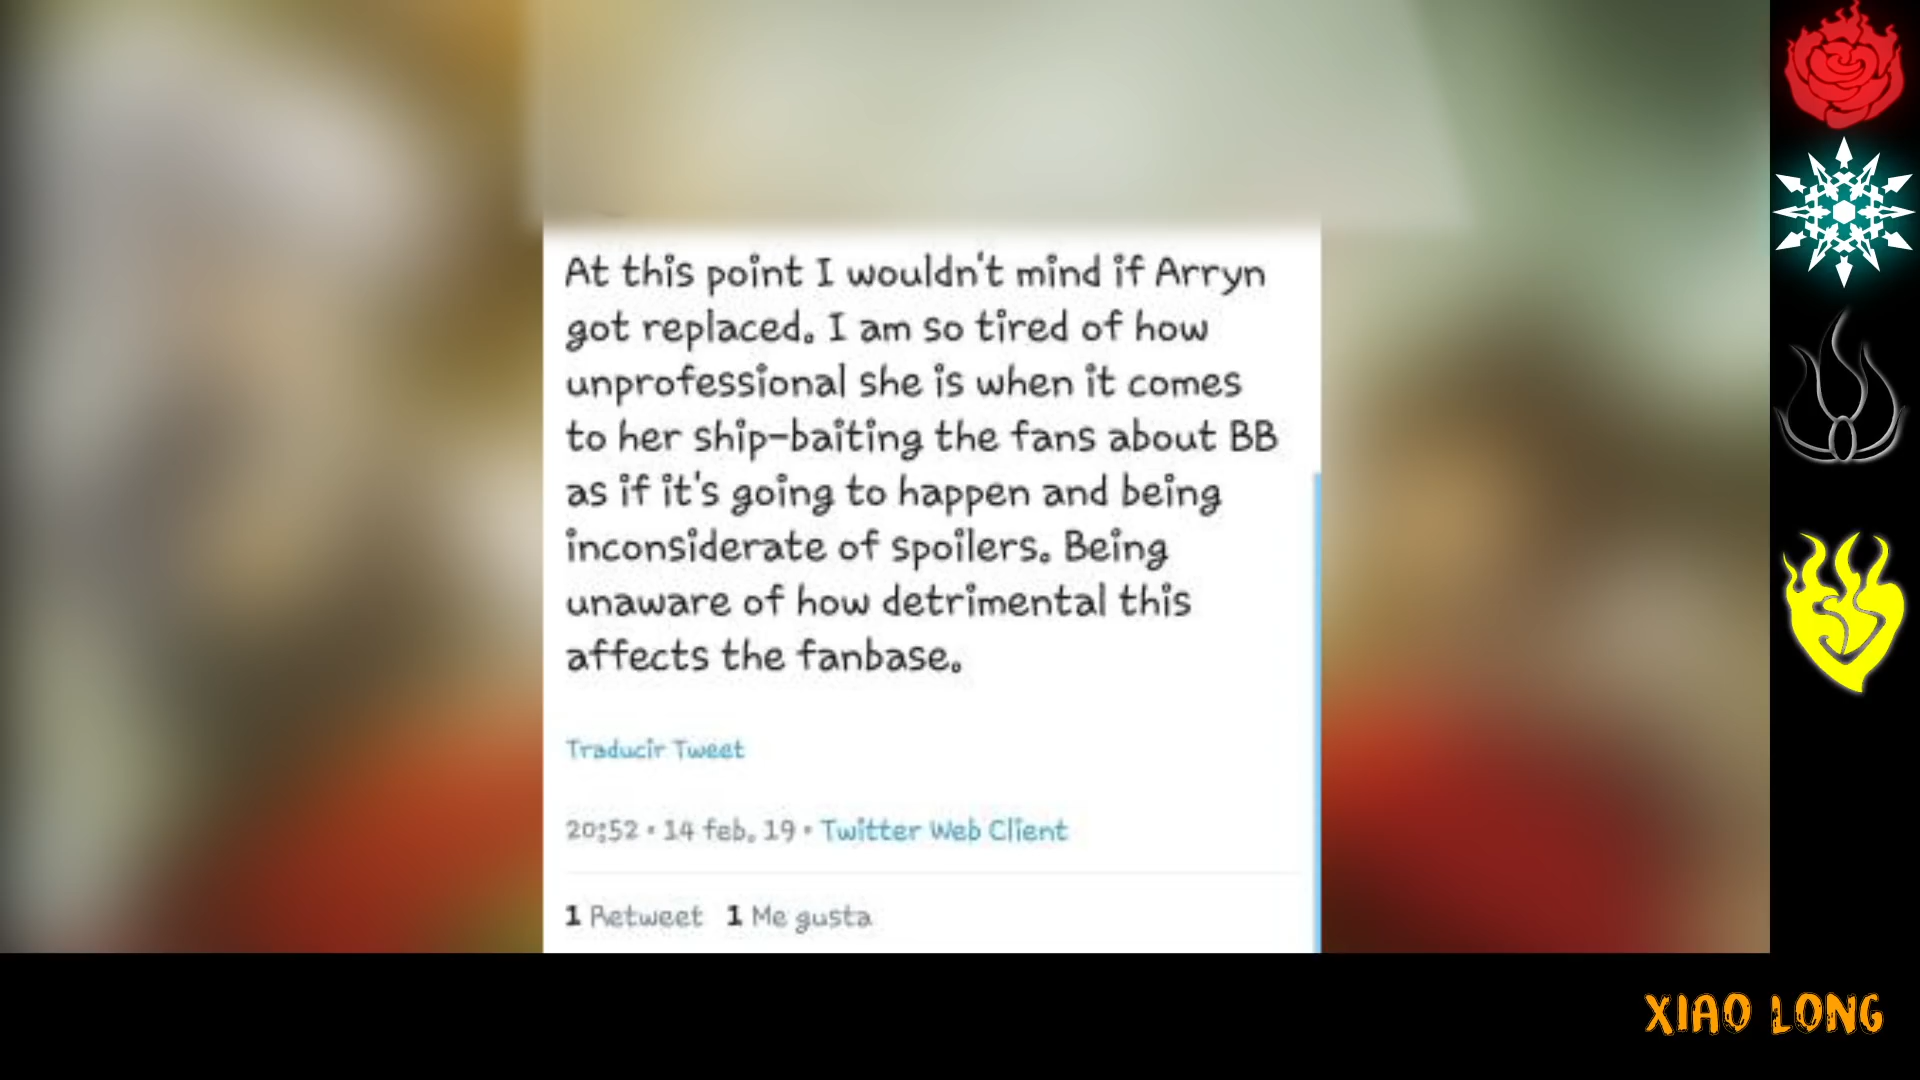 At this point I wouldn't mind if Arryn
got replaced. I am so tired of how
unprofessional she is when it comes
to her ship-baiting the fans about BB
as if it's going to happen and being
inconsiderate of spoilers. Being
unaware of how detrimental this
affects the fanbase.
Traducir Tweet
20:52 • 14 feb. 19 • Twitter Web Client
1 Retweet 1 Me gusta
XIAO LONG